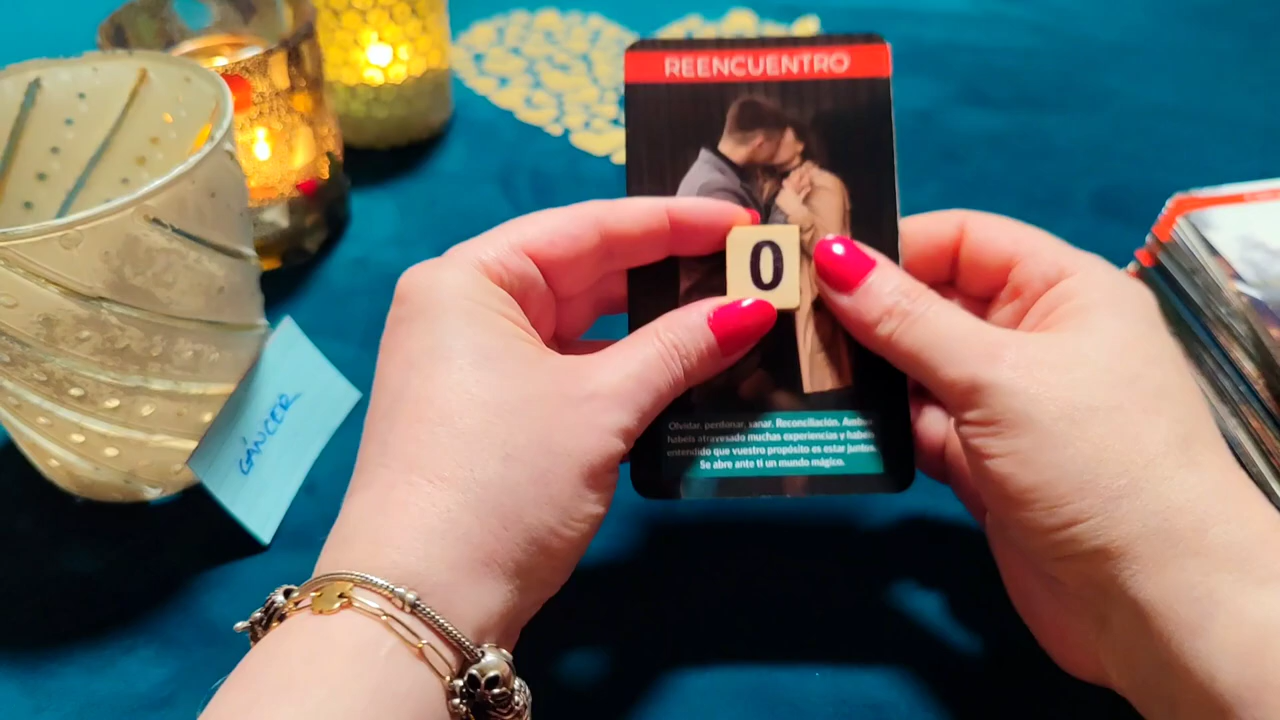 REENCUENTRO
0
Olvidar, perdonar, sanar. Reconciliación. Ambos
habéis atravesado muchas experiencias y habéis
entendido que vuestro propósito es estar juntos.
Se abre ante ti un mundo mágico.
CÁNCER